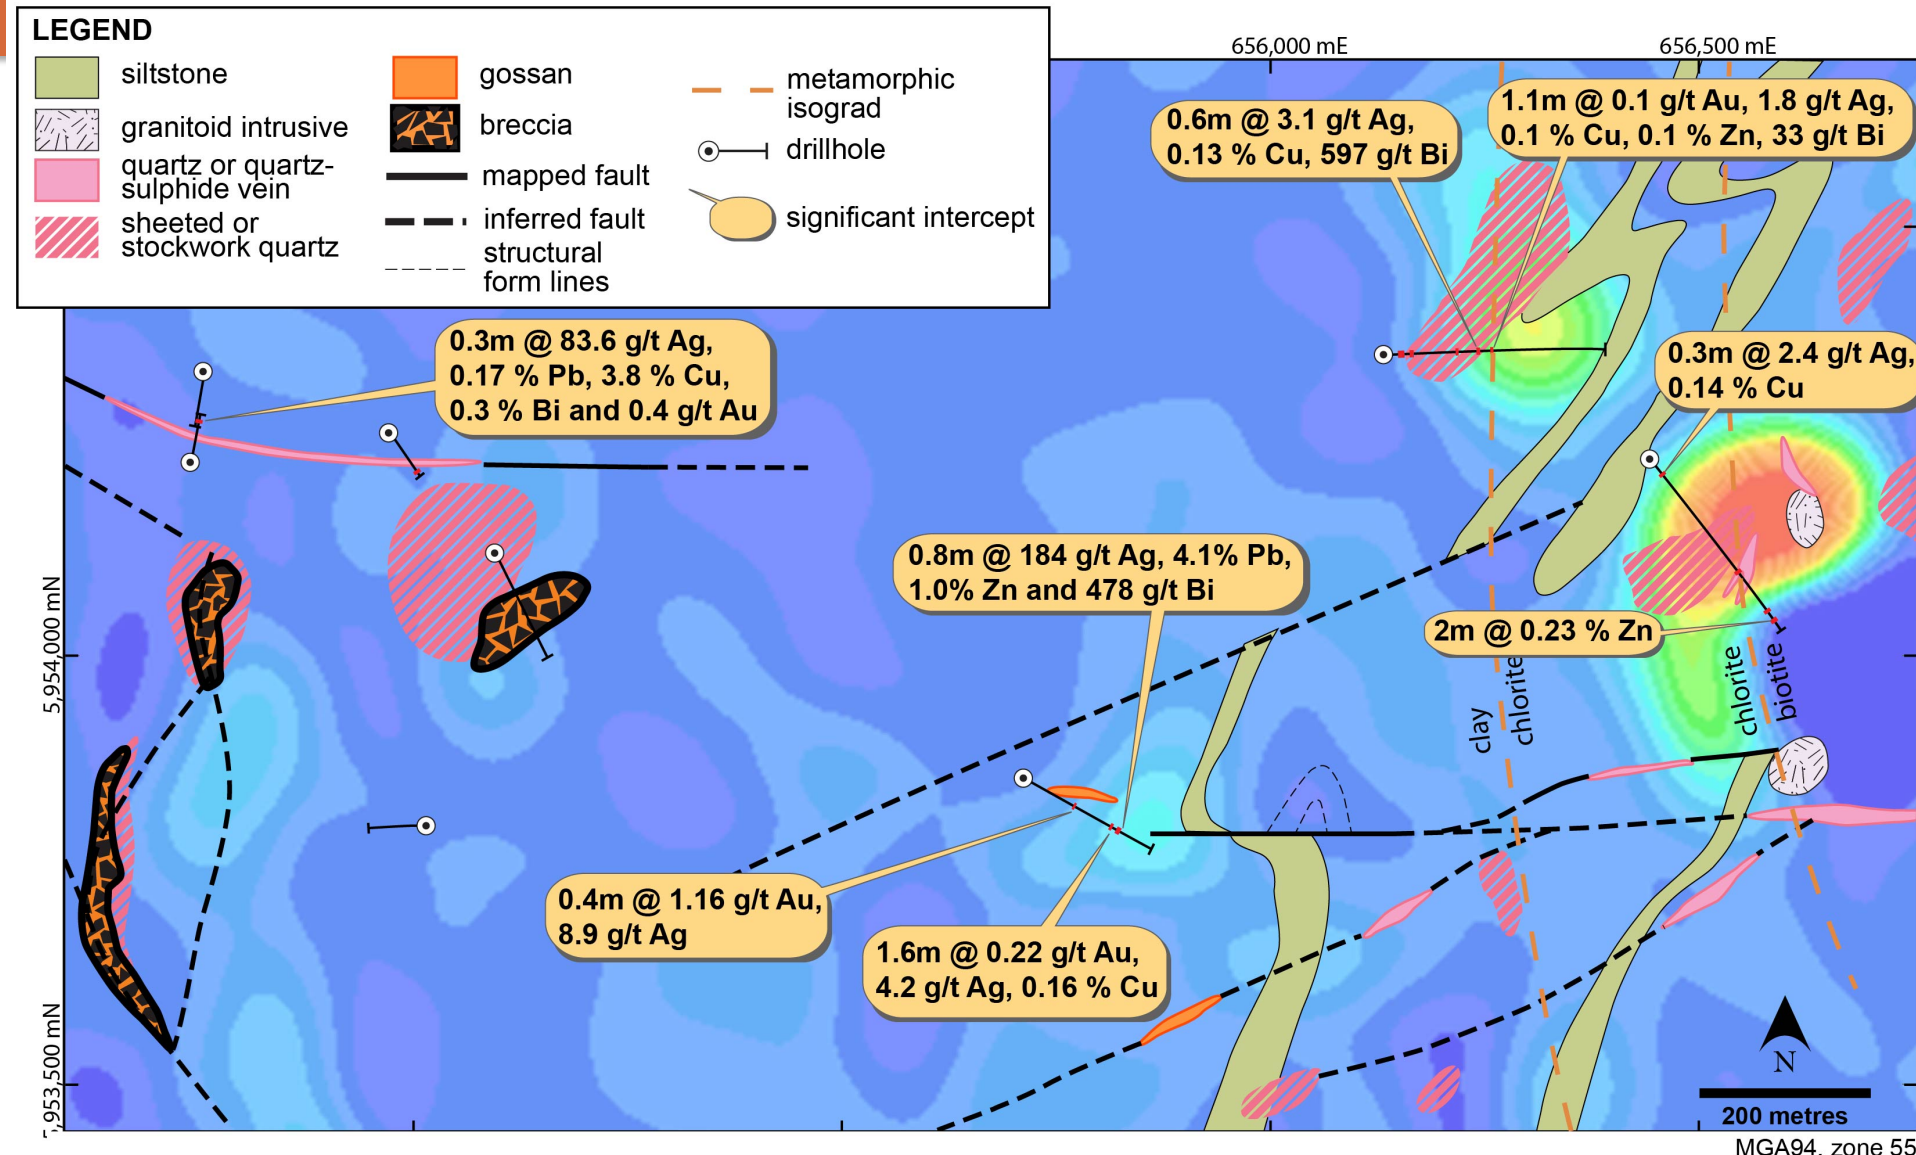 LEGEND
siltstone
granitoid intrusive
quartz or quartz-
sulphide vein
sheeted or
stockwork quartz
gossan
breccia
mapped fault
inferred fault
structural
form lines
metamorphic
isograd
drillhole
significant intercept
656,000 mE
656,500 mE
0.6m @ 3.1 g/t Ag,
0.13 % Cu, 597 g/t Bi
1.1m @ 0.1 g/t Au, 1.8 g/t Ag,
0.1 % Cu, 0.1 % Zn, 33 g/t Bi
0.3m @ 83.6 g/t Ag,
0.17 % Pb, 3.8 % Cu,
0.3 % Bi and 0.4 g/t Au
0.3m @ 2.4 g/t Ag,
0.14 % Cu
0.8m @ 184 g/t Ag, 4.1% Pb,
1.0% Zn and 478 g/t Bi
2m @ 0.23 % Zn
5,954,000 mN
clay
chlorite
chlorite
biotite
0.4m @ 1.16 g/t Au,
8.9 g/t Ag
1.6m @ 0.22 g/t Au,
4.2 g/t Ag, 0.16 % Cu
,953,500 mN
N
200 metres
MGA94, zone 55